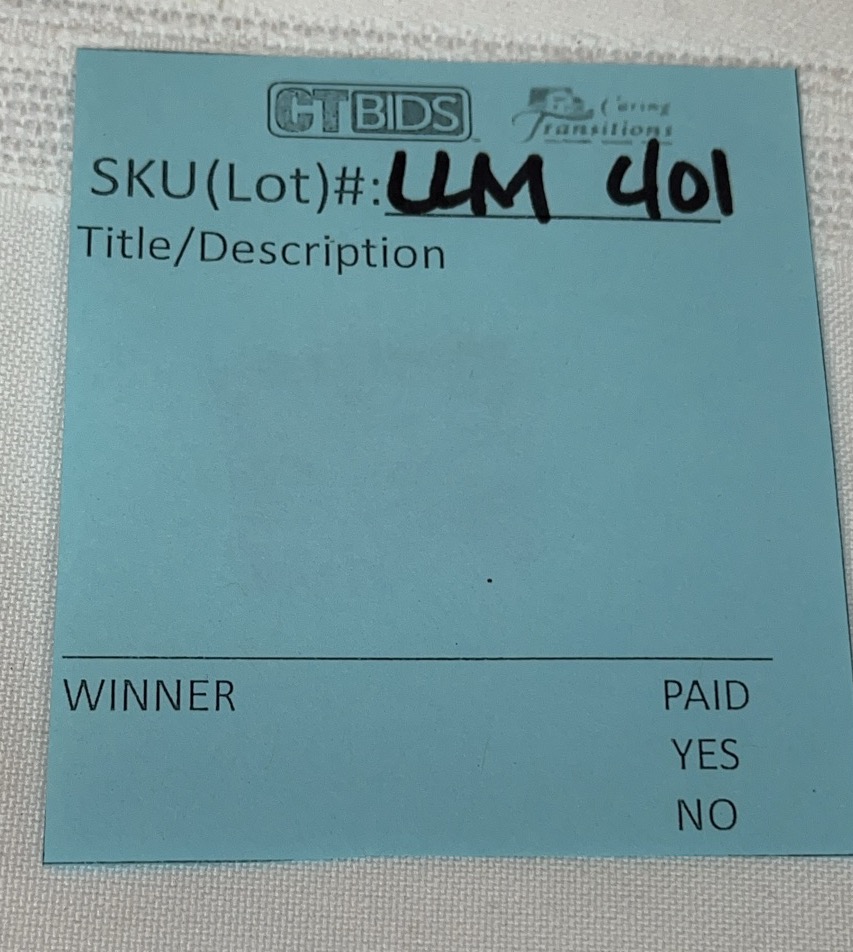 CTBIDS Caring Transitions
SKU(Lot)#: UM 401
Title/Description
WINNER PAID
YES
NO